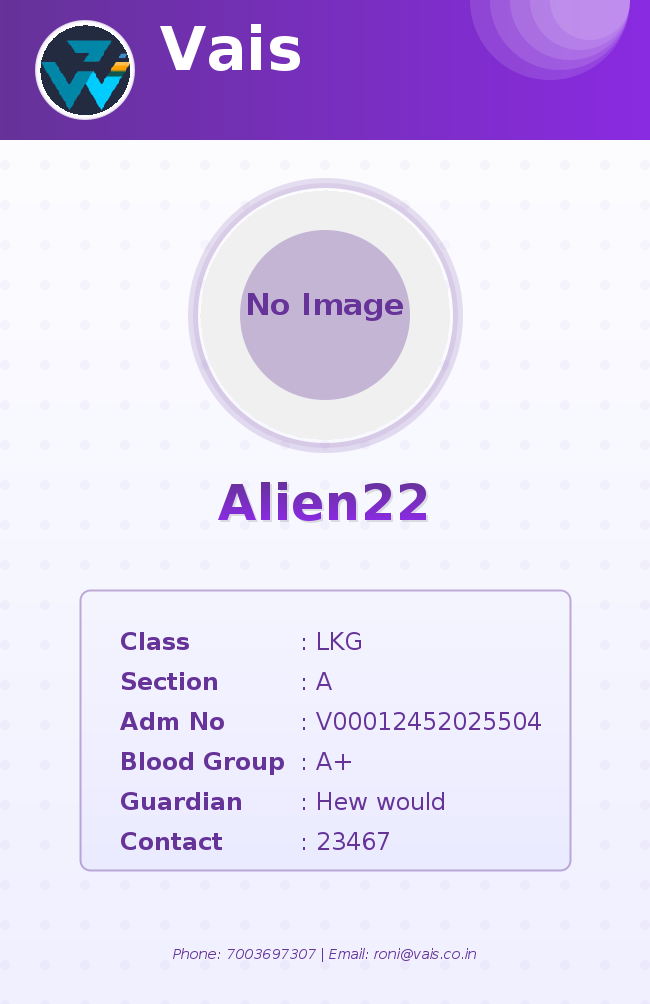 Vais
No Image
Alien22
Class : LKG
Section : A
Adm No : V00012452025504
Blood Group : A+
Guardian : Hew would
Contact : 23467
Phone: 7003697307 | Email: roni@vais.co.in